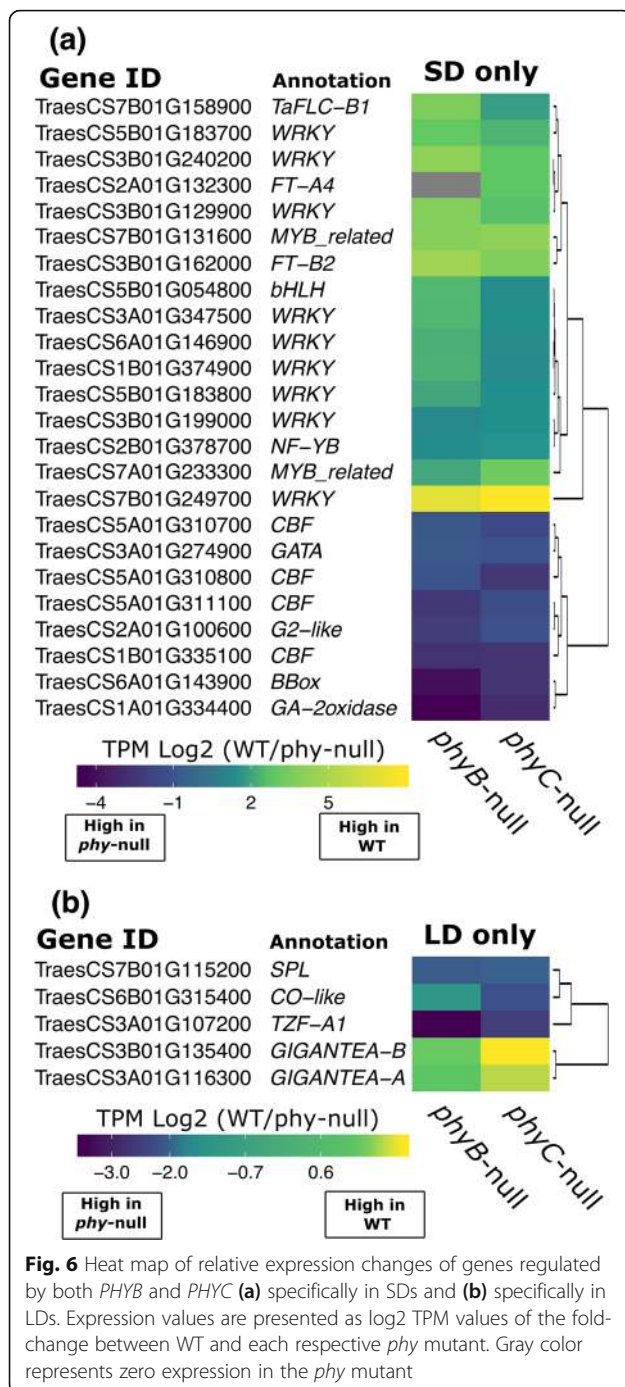 (a)
Gene ID Annotation SD only
TraesCS7B01G158900 TaFLC−B1
TraesCS5B01G183700 WRKY
TraesCS3B01G240200 WRKY
TraesCS2A01G132300 FT−A4
TraesCS3B01G129900 WRKY
TraesCS7B01G131600 MYB_related
TraesCS3B01G162000 FT−B2
TraesCS5B01G054800 bHLH
TraesCS3A01G347500 WRKY
TraesCS6A01G146900 WRKY
TraesCS1B01G374900 WRKY
TraesCS5B01G183800 WRKY
TraesCS3B01G199000 WRKY
TraesCS2B01G378700 NF−YB
TraesCS7A01G233300 MYB_related
TraesCS7B01G249700 WRKY
TraesCS5A01G310700 CBF
TraesCS3A01G274900 GATA
TraesCS5A01G310800 CBF
TraesCS5A01G311100 CBF
TraesCS2A01G100600 G2−like
TraesCS1B01G335100 CBF
TraesCS6A01G143900 BBox
TraesCS1A01G334400 GA−2oxidase
TPM Log2 (WT/phy-null)
−4 −1 2 5
High in
phy-null
High in
WT
phyB-null
phyC-null
(b)
Gene ID Annotation LD only
TraesCS7B01G115200 SPL
TraesCS6B01G315400 CO−like
TraesCS3A01G107200 TZF−A1
TraesCS3B01G135400 GIGANTEA−B
TraesCS3A01G116300 GIGANTEA−A
TPM Log2 (WT/phy-null)
−3.0 −2.0 −0.7 0.6
High in
phy-null
High in
WT
phyB-null
phyC-null
Fig. 6 Heat map of relative expression changes of genes regulated
by both PHYB and PHYC (a) specifically in SDs and (b) specifically in
LDs. Expression values are presented as log2 TPM values of the fold-
change between WT and each respective phy mutant. Gray color
represents zero expression in the phy mutant